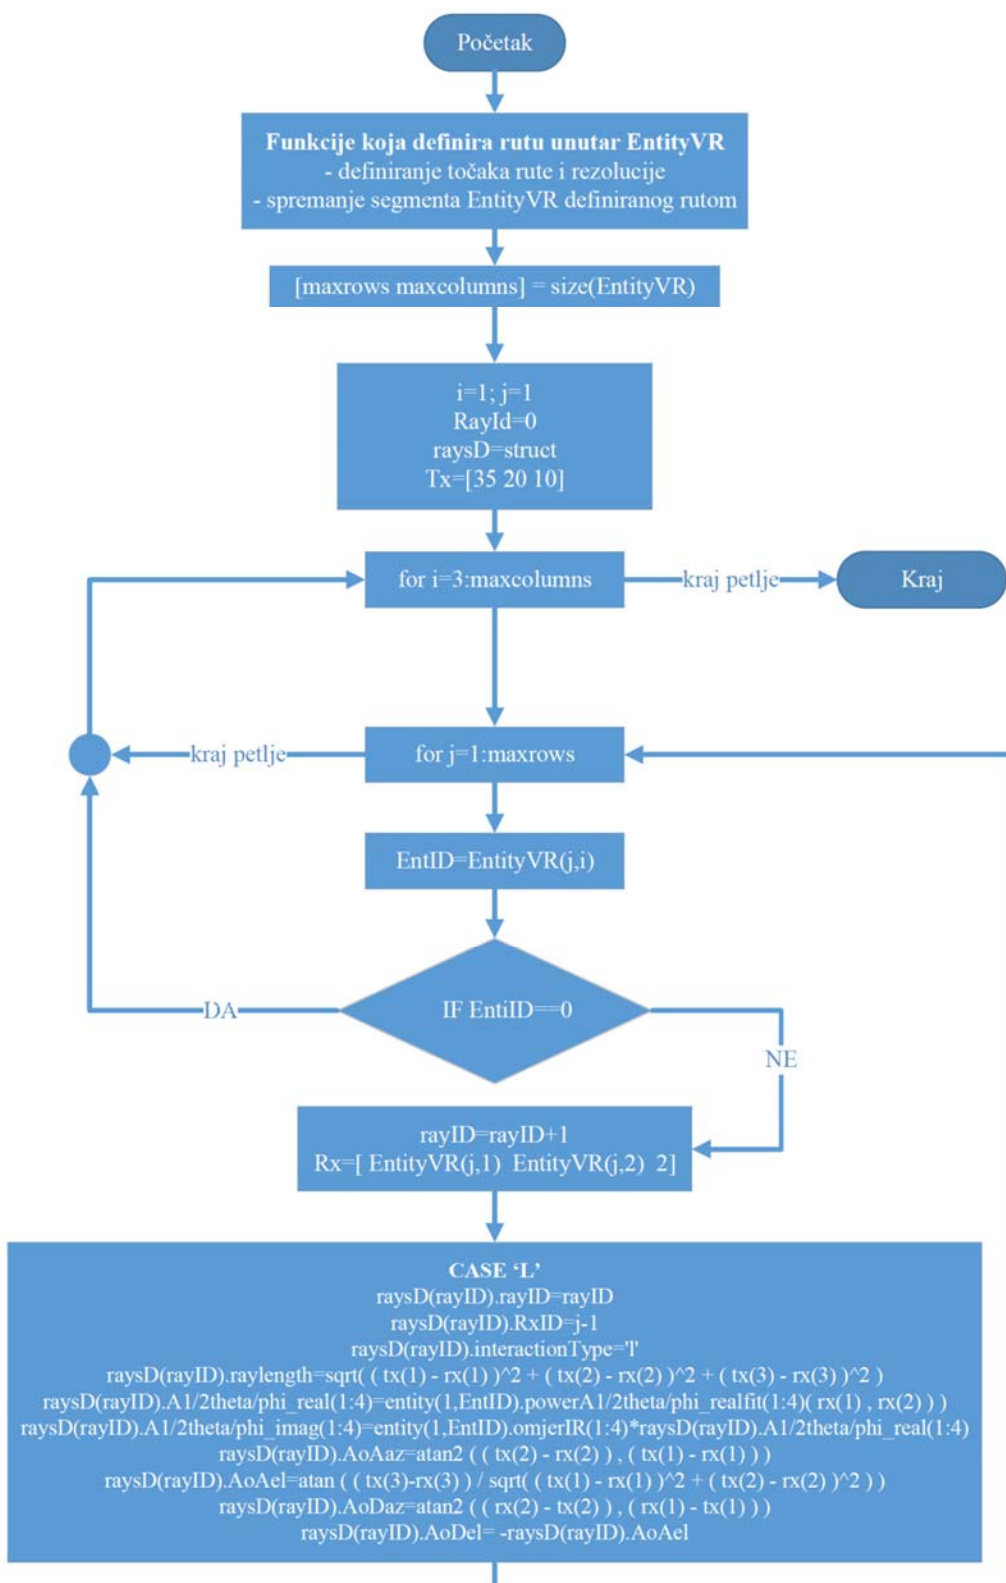 Početak
Funkcije koja definira rutu unutar EntityVR
- definiranje točaka rute i rezolucije
- spremanje segmenta EntityVR definiranog rutom
[maxrows maxcolumns] = size(EntityVR)
i=1; j=1
RayId=0
raysD=struct
Tx=[35 20 10]
for i=3:maxcolumns
kraj petlje
Kraj
kraj petlje
for j=1:maxrows
EntID=EntityVR(j,i)
DA
IF EntiID==0
NE
rayID=rayID+1
Rx=[ EntityVR(j,1) EntityVR(j,2) 2]
CASE ‘L’
raysD(rayID).rayID=rayID
raysD(rayID).RxID=j-1
raysD(rayID).interactionType='l'
raysD(rayID).raylength=sqrt( ( tx(1) - rx(1) )^2 + ( tx(2) - rx(2) )^2 + ( tx(3) - rx(3) )^2 )
raysD(rayID).A1/2theta/phi_real(1:4)=entity(1,EntID).powerA1/2theta/phi_realfit(1:4)( rx(1) , rx(2) ) )
raysD(rayID).A1/2theta/phi_imag(1:4)=entity(1,EntID).omjerIR(1:4)*raysD(rayID).A1/2theta/phi_real(1:4)
raysD(rayID).AoAaz=atan2 ( ( tx(2) - rx(2) ) , ( tx(1) - rx(1) ) )
raysD(rayID).AoAel=atan ( ( tx(3)-rx(3) ) / sqrt( ( tx(1) - rx(1) )^2 + ( tx(2) - rx(2) )^2 ) )
raysD(rayID).AoDaz=atan2 ( ( rx(2) - tx(2) ) , ( rx(1) - tx(1) ) )
raysD(rayID).AoDel= -raysD(rayID).AoAel